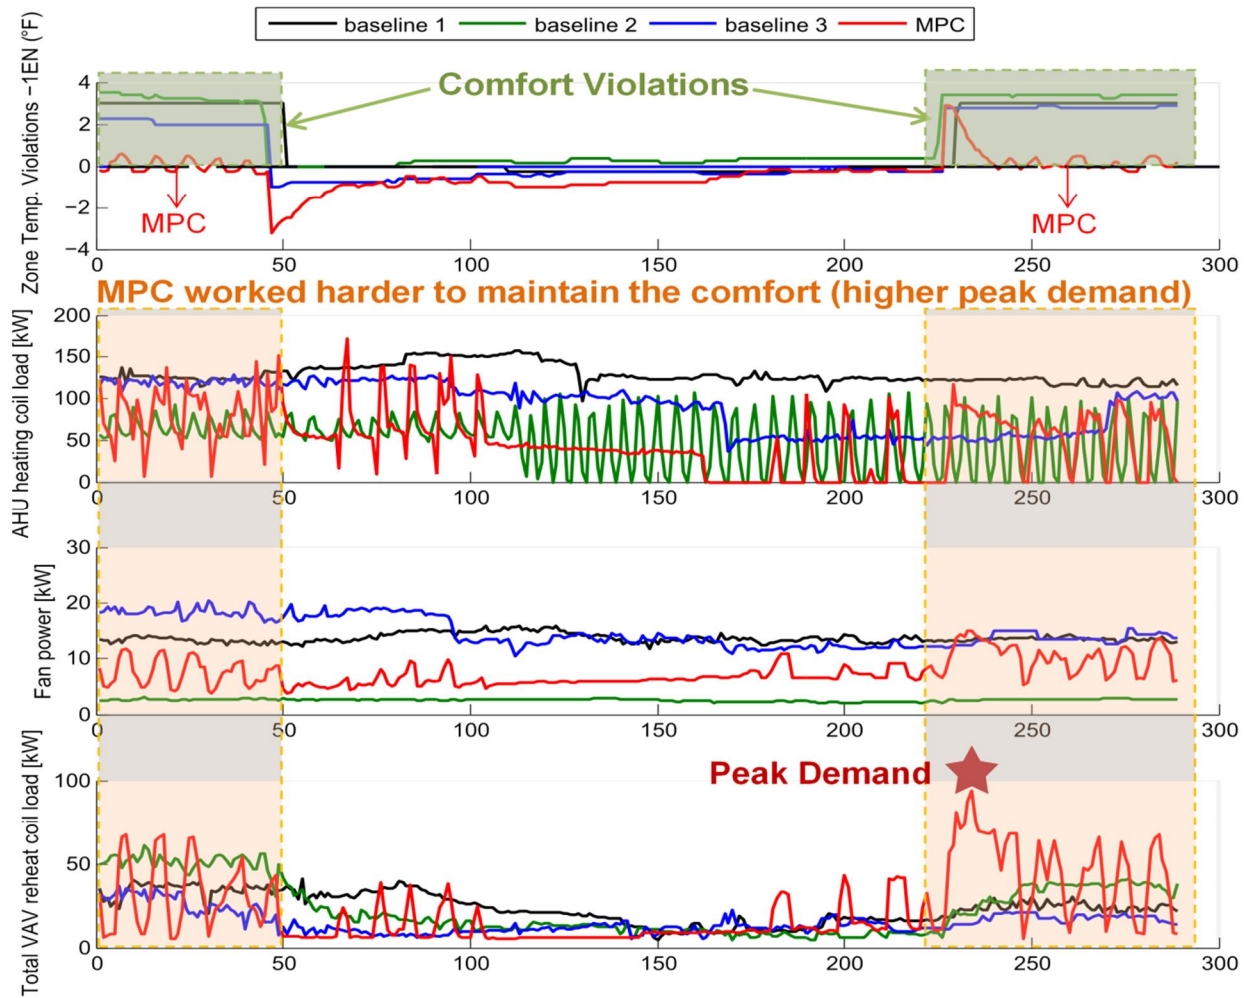 baseline 1 baseline 2 baseline 3 MPC
Zone Temp. Violations -1EN (°F)
4
2
0
−2
−4
Comfort Violations
MPC
MPC
0 50 100 150 200 250 300
MPC worked harder to maintain the comfort (higher peak demand)
AHU heating coil load [kW]
200
150
100
50
0
0 50 100 150 200 250 300
Fan power [kW]
30
20
10
0
0 50 100 150 200 250 300
Peak Demand
Total VAV reheat coil load [kW]
100
50
0
0 50 100 150 200 250 300